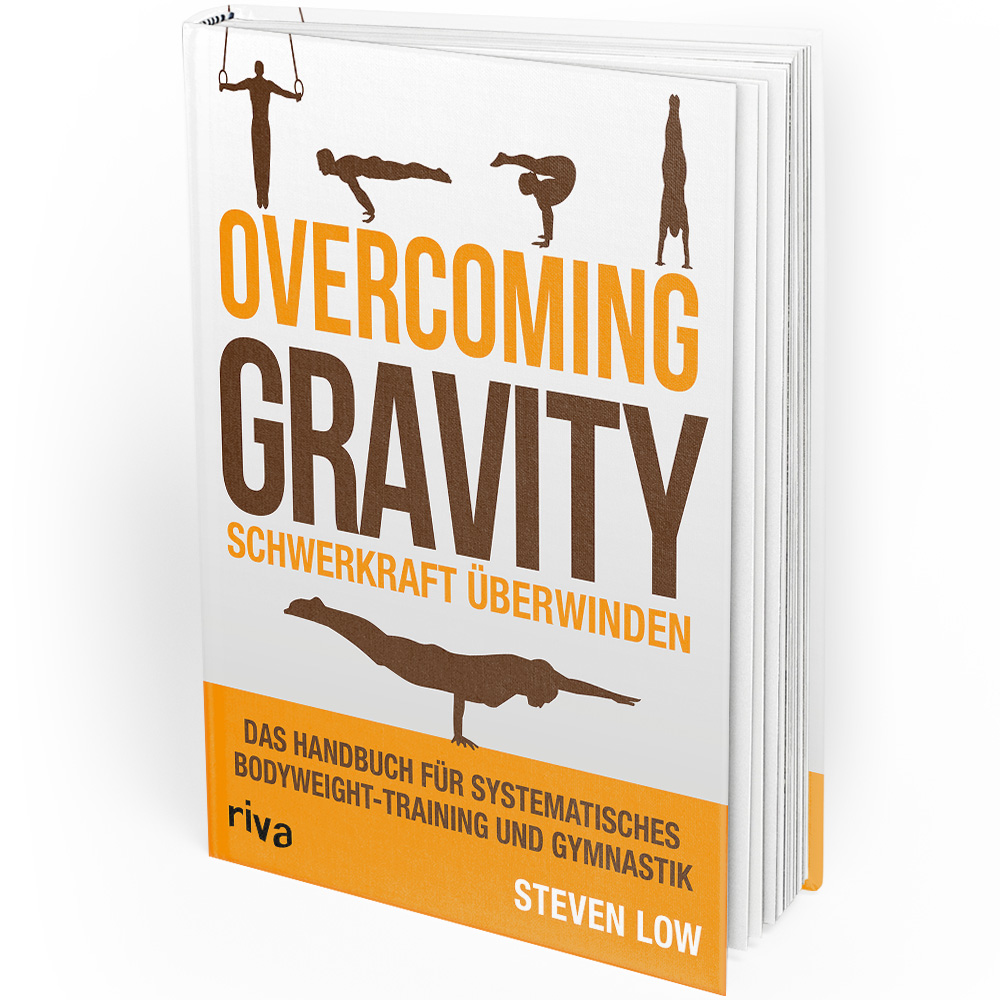 OVERCOMING
GRAVITY
SCHWERKRAFT ÜBERWINDEN
DAS HANDBUCH FÜR SYSTEMATISCHES
BODYWEIGHT-TRAINING UND GYMNASTIK
riva
STEVEN LOW